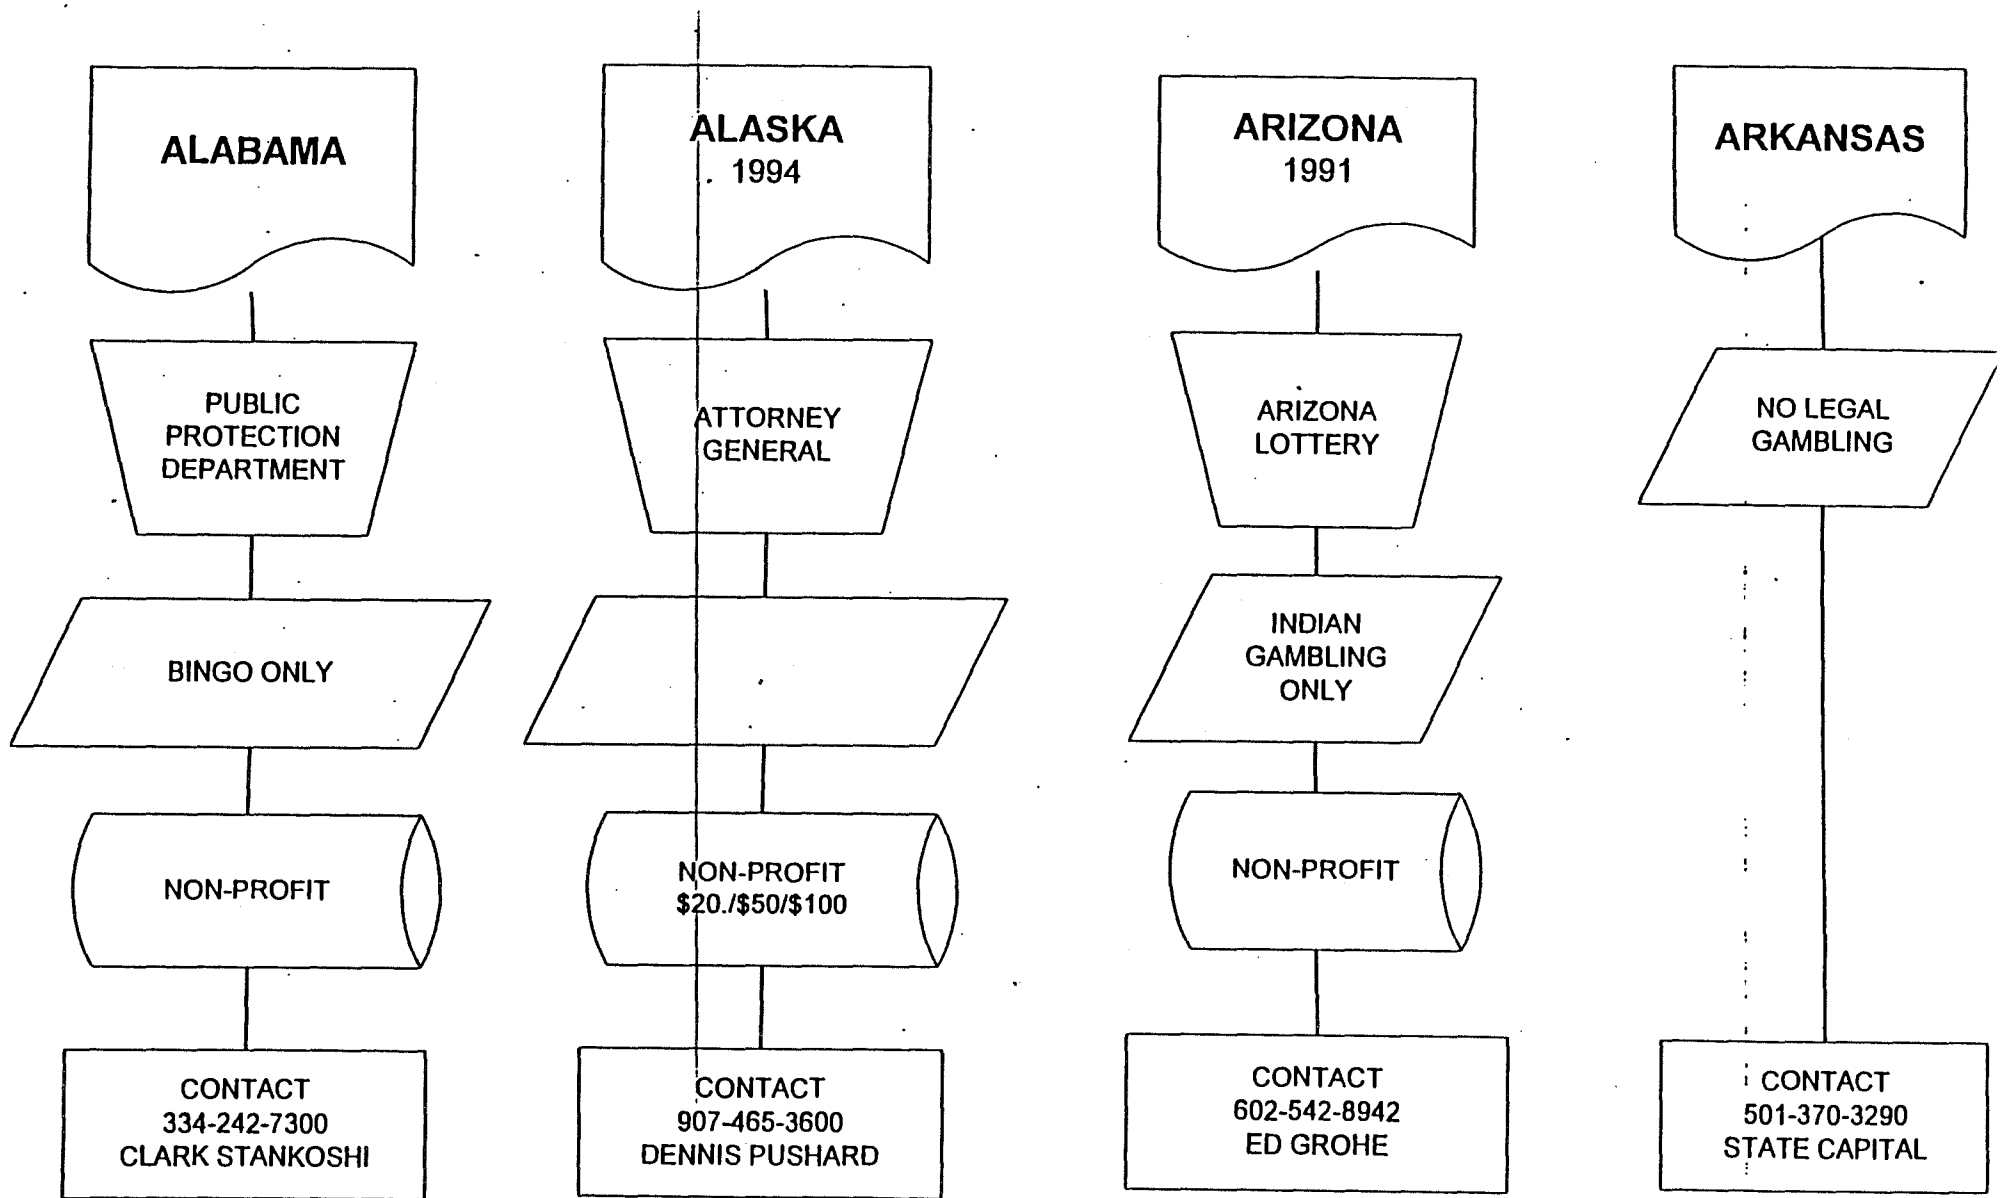 ALABAMA
PUBLIC
PROTECTION
DEPARTMENT
BINGO ONLY
NON-PROFIT
CONTACT
334-242-7300
CLARK STANKOSHI
ALASKA
1994
ATTORNEY
GENERAL
NON-PROFIT
$20./$50/$100
CONTACT
907-465-3600
DENNIS PUSHARD
ARIZONA
1991
ARIZONA
LOTTERY
INDIAN
GAMBLING
ONLY
NON-PROFIT
CONTACT
602-542-8942
ED GROHE
ARKANSAS
NO LEGAL
GAMBLING
CONTACT
501-370-3290
STATE CAPITAL